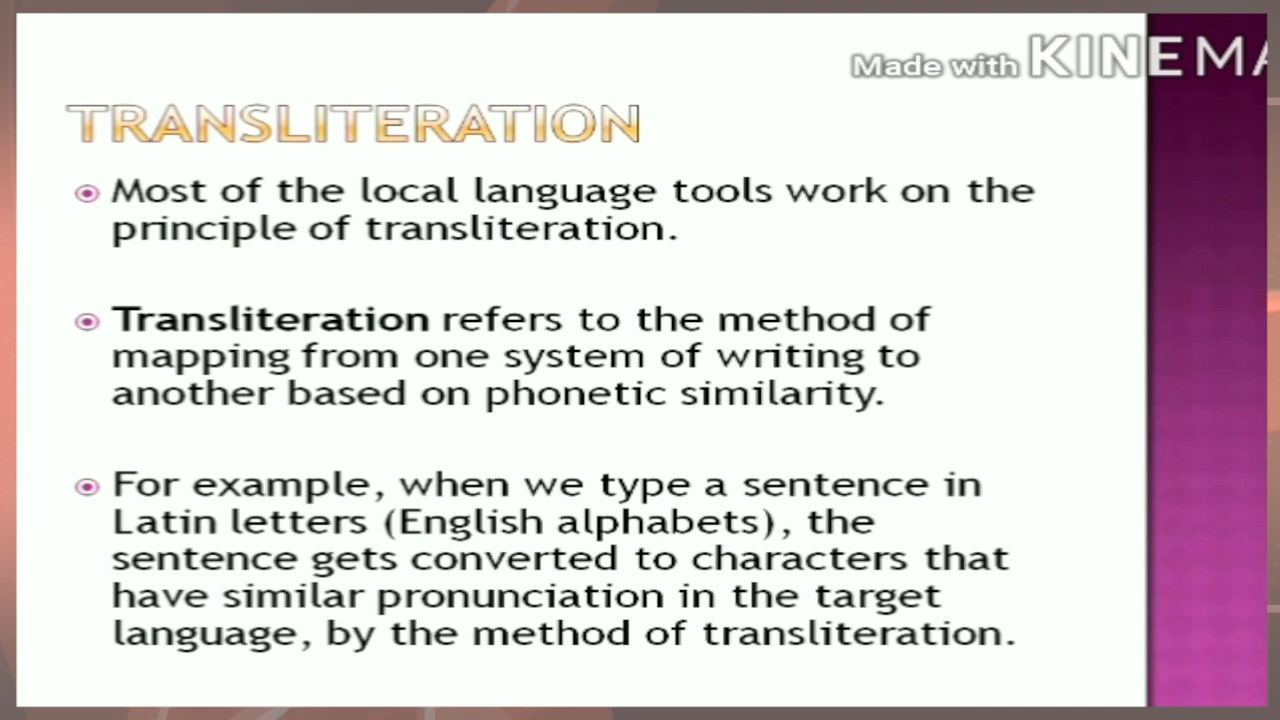 Made with KINEMA
TRANSLITERATION
Most of the local language tools work on the
principle of transliteration.
Transliteration refers to the method of
mapping from one system of writing to
another based on phonetic similarity.
For example, when we type a sentence in
Latin letters (English alphabets), the
sentence gets converted to characters that
have similar pronunciation in the target
language, by the method of transliteration.